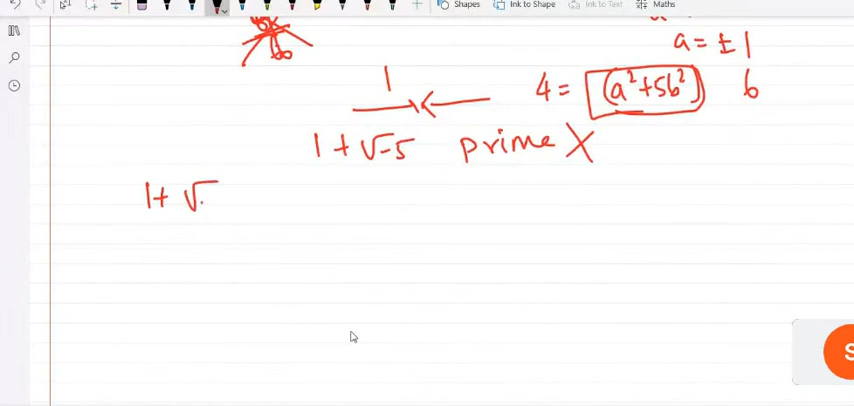 Shapes Ink to Shape Ink to Text Maths
a = ± 1
1 4 = (a²+5b²) 6
1 + √-5 prime X
1+ √
S